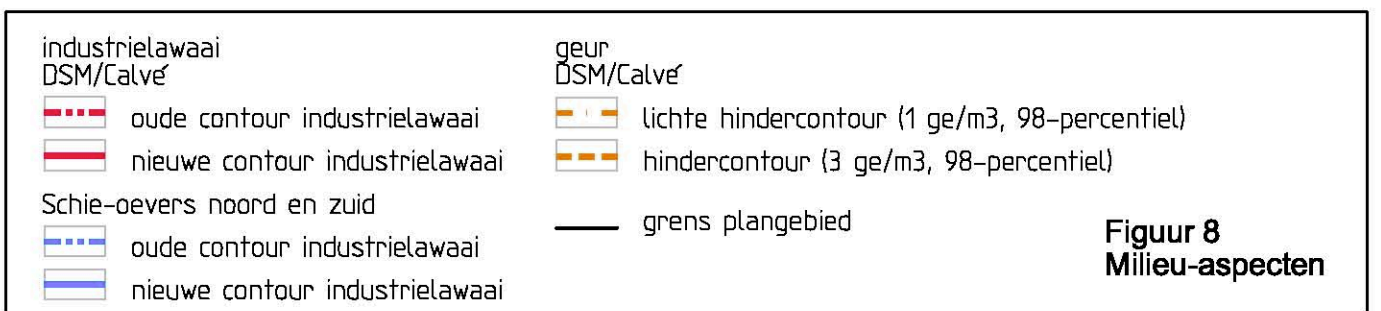 industrielawaai
DSM/Calvé
oude contour industrielawaai
nieuwe contour industrielawaai
Schie-oevers noord en zuid
oude contour industrielawaai
nieuwe contour industrielawaai
geur
DSM/Calvé
lichte hindercontour (1 ge/m3, 98-percentiel)
hindercontour (3 ge/m3, 98-percentiel)
grens plangebied
Figuur 8
Milieu-aspecten